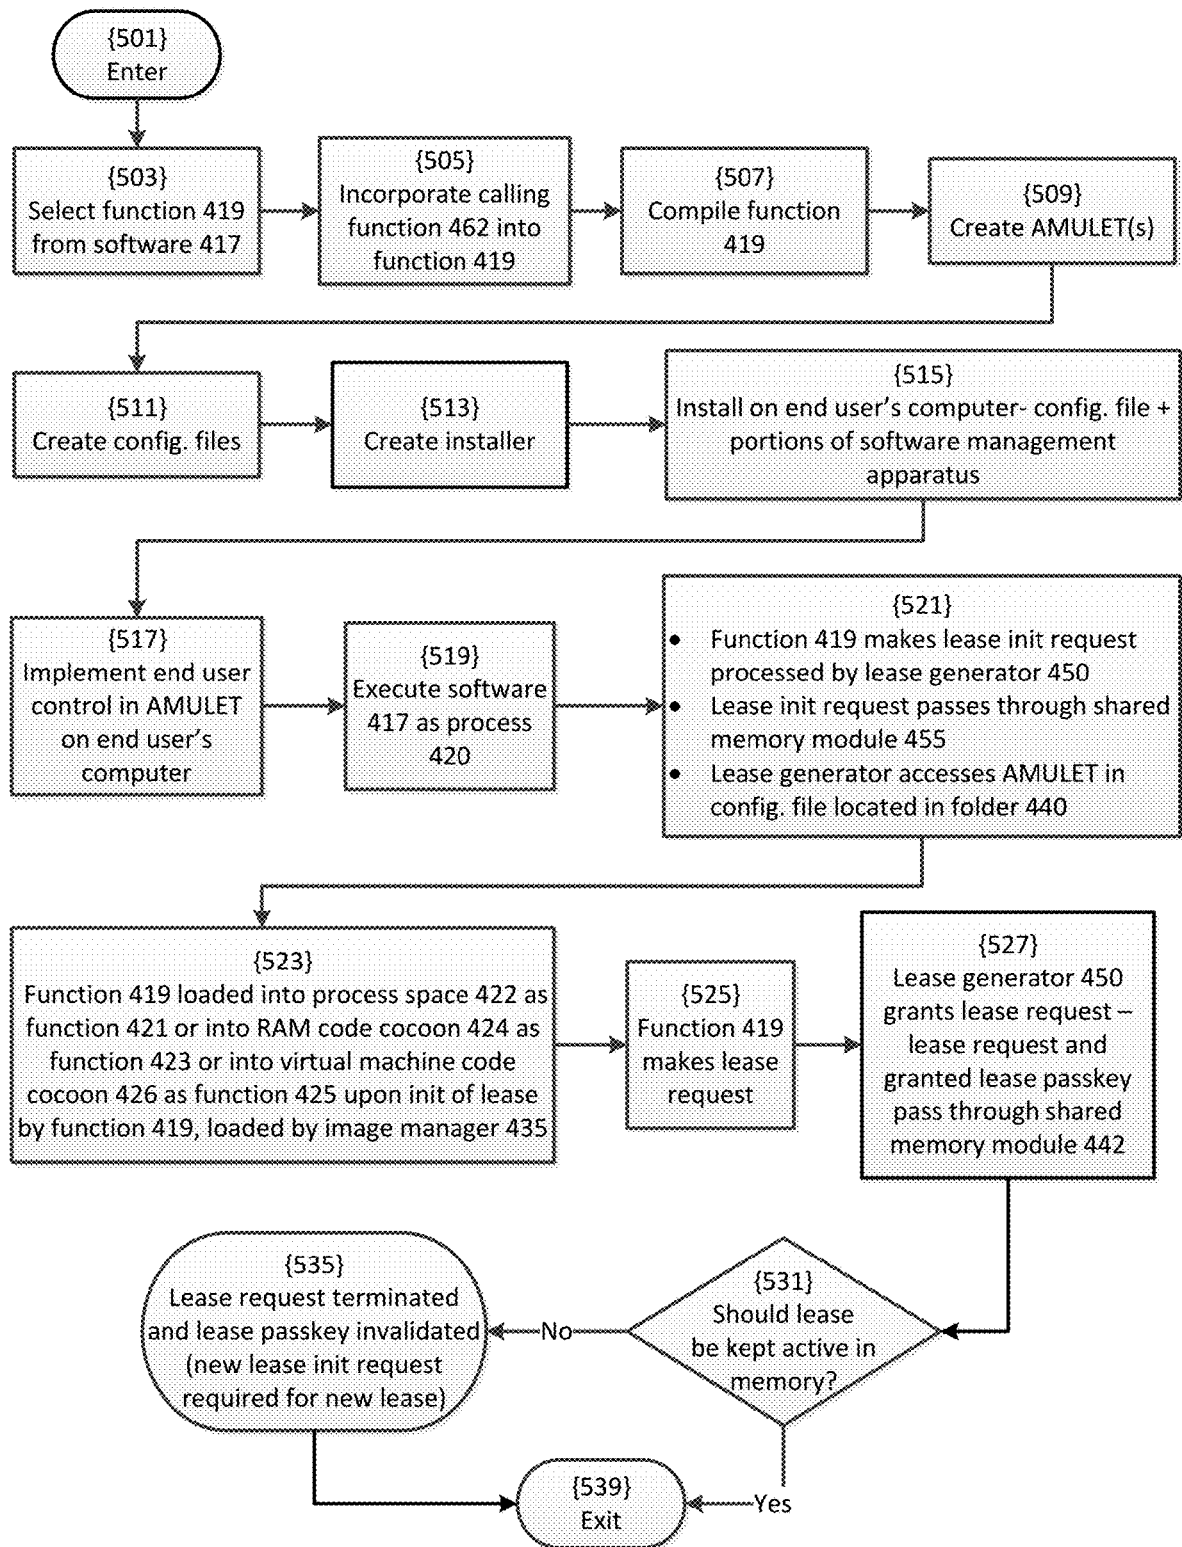 {501}
Enter
{503}
Select function 419
from software 417
{505}
Incorporate calling
function 462 into
function 419
{507}
Compile function
419
{509}
Create AMULET(s)
{511}
Create config. files
{513}
Create installer
{515}
Install on end user's computer- config. file +
portions of software management
apparatus
{517}
Implement end user
control in AMULET
on end user's
computer
{519}
Execute software
417 as process
420
{521}
• Function 419 makes lease init request
processed by lease generator 450
• Lease init request passes through shared
memory module 455
• Lease generator accesses AMULET in
config. file located in folder 440
{523}
Function 419 loaded into process space 422 as
function 421 or into RAM code cocoon 424 as
function 423 or into virtual machine code
cocoon 426 as function 425 upon init of lease
by function 419, loaded by image manager 435
{525}
Function 419
makes lease
request
{527}
Lease generator 450
grants lease request –
lease request and
granted lease passkey
pass through shared
memory module 442
{531}
Should lease
be kept active in
memory?
No
{535}
Lease request terminated
and lease passkey invalidated
(new lease init request
required for new lease)
Yes
{539}
Exit